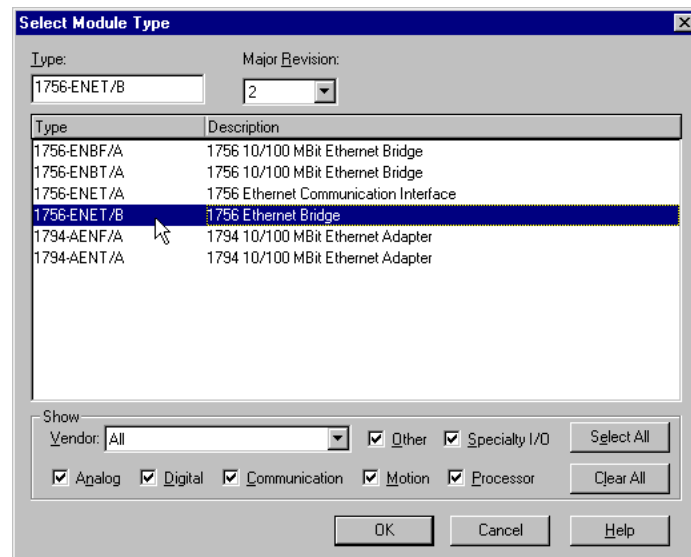 Select Module Type
Type: Major Revision:
1756-ENET/B 2
Type Description
1756-ENBF/A 1756 10/100 MBit Ethernet Bridge
1756-ENBT/A 1756 10/100 MBit Ethernet Bridge
1756-ENET/A 1756 Ethernet Communication Interface
1756-ENET/B 1756 Ethernet Bridge
1794-AENF/A 1794 10/100 MBit Ethernet Adapter
1794-AENT/A 1794 10/100 MBit Ethernet Adapter
Show
Vendor: All Other Specialty I/O Select All
Analog Digital Communication Motion Processor Clear All
OK Cancel Help